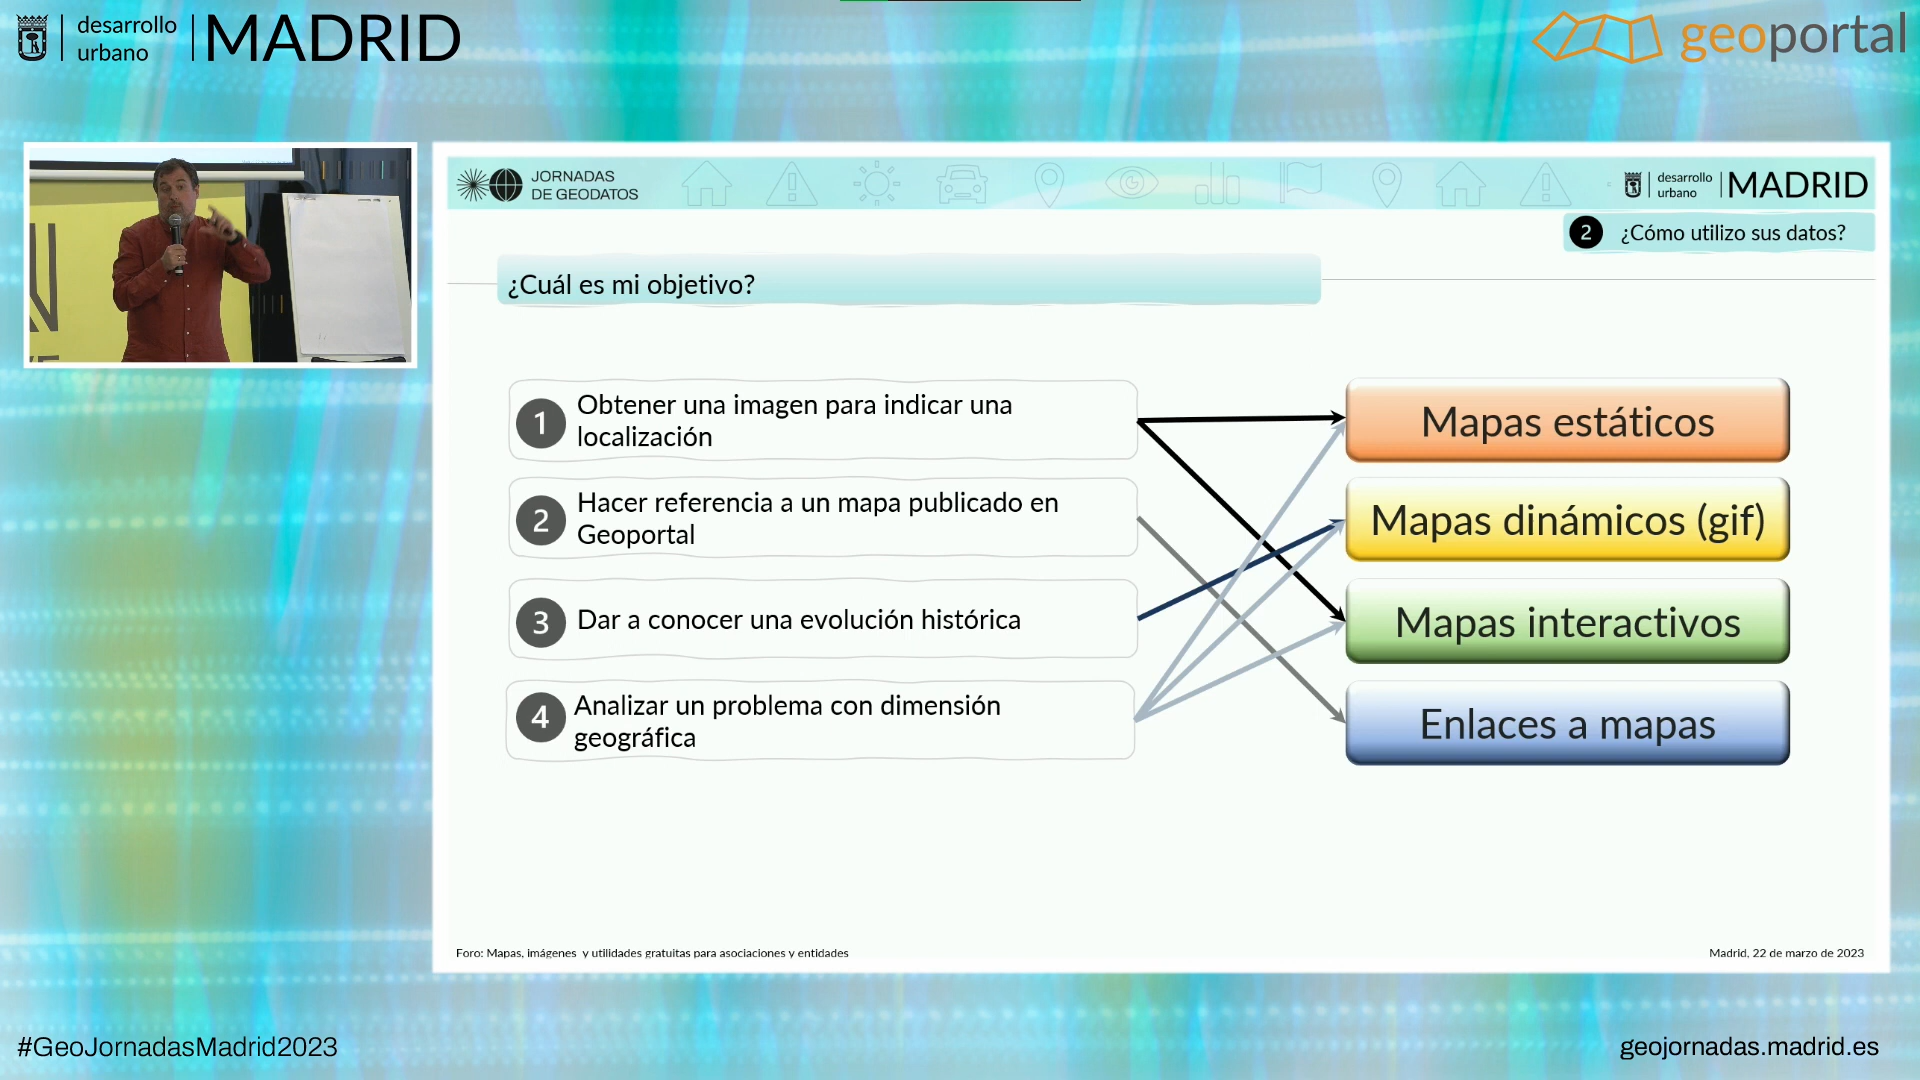 desarrollo
urbano
MADRID
geoportal
JORNADAS
DE GEODATOS
desarrollo
urbano
MADRID
2 ¿Cómo utilizo sus datos?
¿Cuál es mi objetivo?
1 Obtener una imagen para indicar una
localización
2 Hacer referencia a un mapa publicado en
Geoportal
3 Dar a conocer una evolución histórica
4 Analizar un problema con dimensión
geográfica
Mapas estáticos
Mapas dinámicos (gif)
Mapas interactivos
Enlaces a mapas
Foro: Mapas, imágenes y utilidades gratuitas para asociaciones y entidades
Madrid, 22 de marzo de 2023
#GeoJornadasMadrid2023
geojornadas.madrid.es